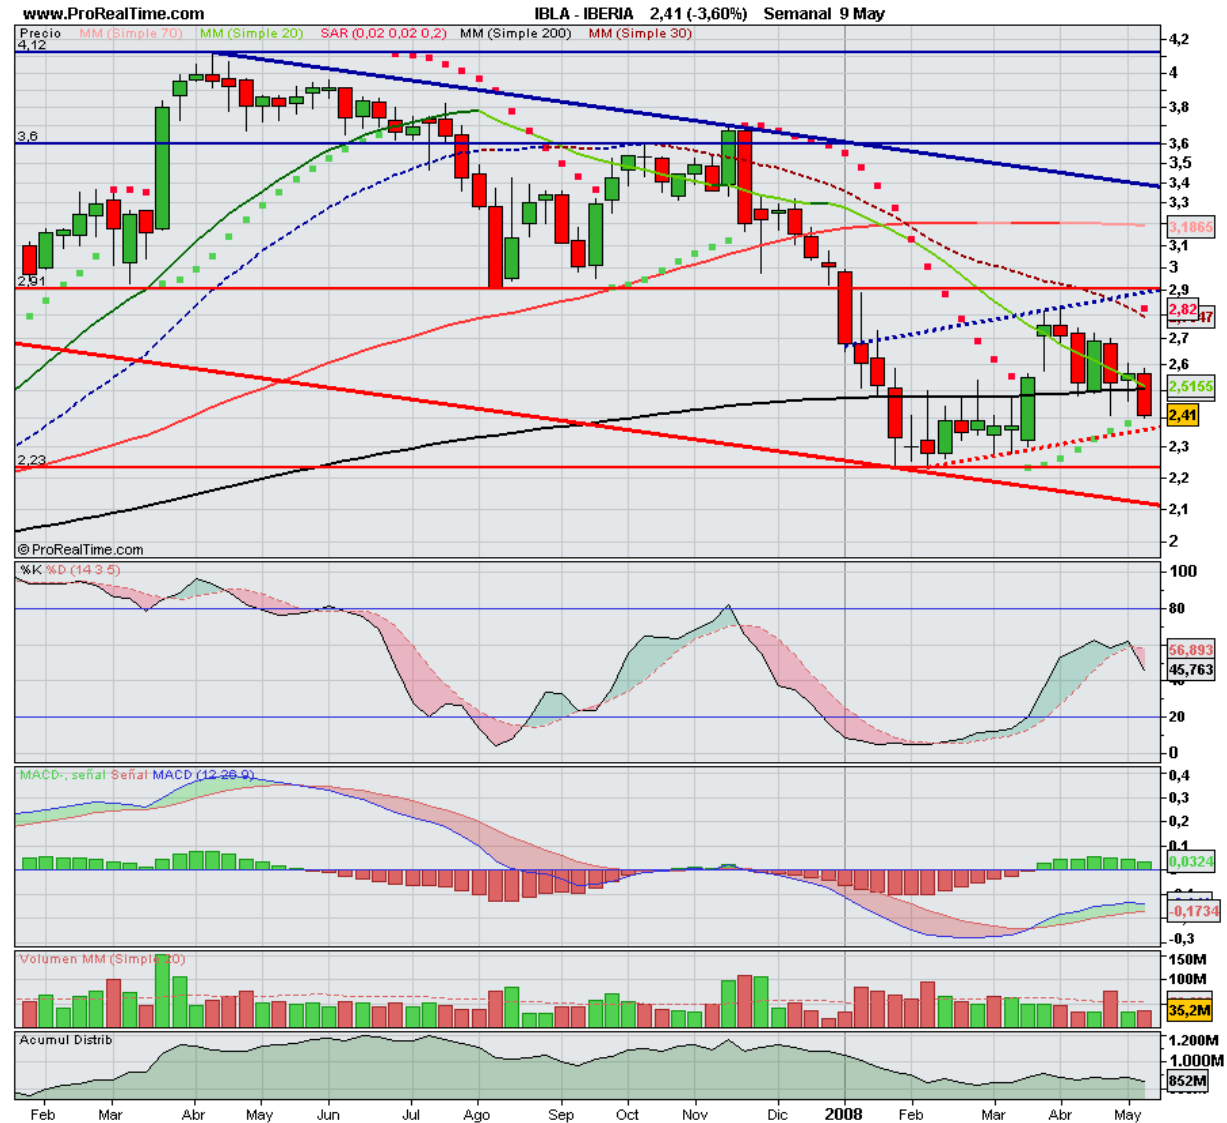 www.ProRealTime.com IBLA - IBERIA 2,41 (-3,60%) Semanal 9 May
Precio MM (Simple 70) MM (Simple 20) SAR (0,02 0,02 0,2) MM (Simple 200) MM (Simple 30)
4,12
4,2
4
3,8
3,6
3,6
3,5
3,4
3,3
3,1865
3,1
3
2,91
2,9
2,82
2,7
2,6
2,5155
2,41
2,3
2,23
2,2
2,1
2
© ProRealTime.com
%K %D (14 3 5)
100
80
56,893
45,763
40
20
0
MACD-, señal Señal MACD (12 26 9)
0,4
0,3
0,2
0,1
0,0324
-0,1734
-0,3
Volumen MM (Simple 20)
150M
100M
35,2M
Acumul Distrib
1.200M
1.000M
852M
Feb Mar Abr May Jun Jul Ago Sep Oct Nov Dic 2008 Feb Mar Abr May